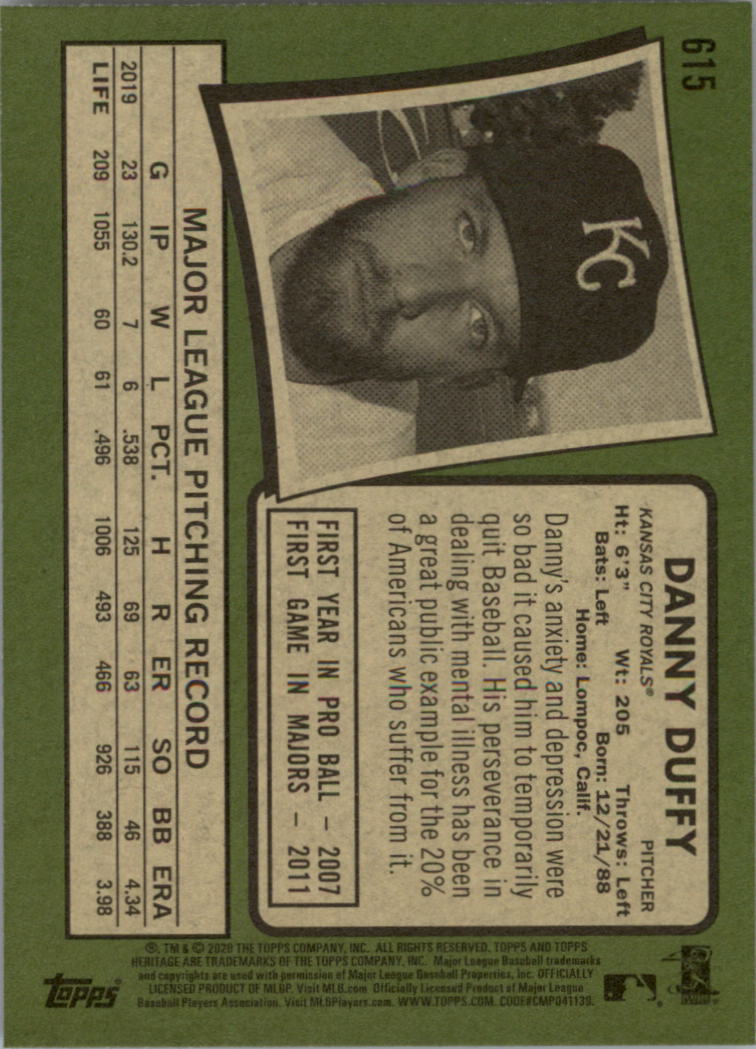 615
KC
DANNY DUFFY
KANSAS CITY ROYALS® PITCHER
Ht: 6'3" Wt: 205 Throws: Left
Bats: Left Born: 12/21/88
Home: Lompoc, Calif.
Danny's anxiety and depression were
so bad it caused him to temporarily
quit Baseball. His perseverance in
dealing with mental illness has been
a great public example for the 20%
of Americans who suffer from it.
FIRST YEAR IN PRO BALL – 2007
FIRST GAME IN MAJORS – 2011
MAJOR LEAGUE PITCHING RECORD
G IP W L PCT. H R ER SO BB ERA
2019 23 130.2 7 6 .538 125 69 63 115 46 4.34
LIFE 209 1055 60 61 .496 1006 493 466 926 388 3.98
®, TM & © 2020 THE TOPPS COMPANY, INC. ALL RIGHTS RESERVED. TOPPS AND TOPPS
HERITAGE ARE TRADEMARKS OF THE TOPPS COMPANY, INC. Major League Baseball trademarks
and copyrights are used with permission of Major League Baseball Properties, Inc. OFFICIALLY
LICENSED PRODUCT OF MLBP. Visit MLB.com Officially Licensed Product of Major League
Baseball Players Association. Visit MLBPlayers.com. WWW.TOPPS.COM. CODE#CMP041139.
Topps